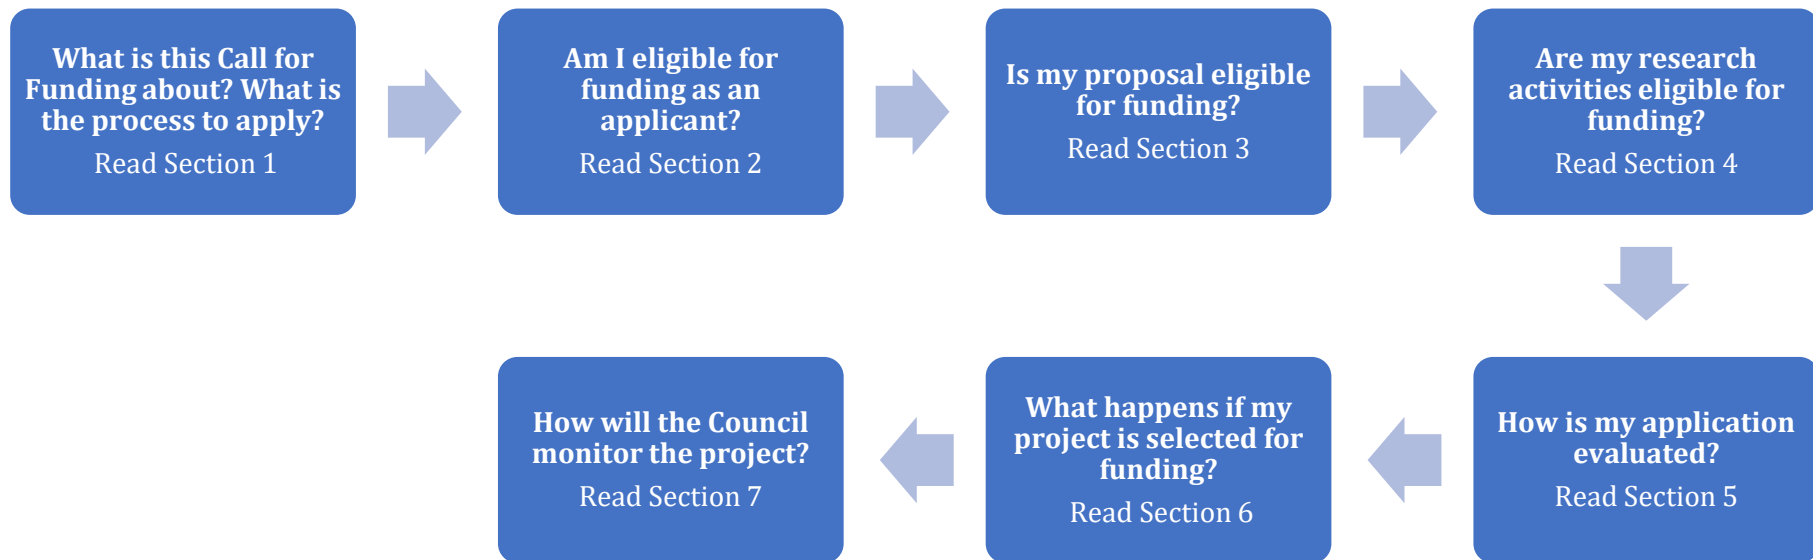 What is this Call for
Funding about? What is
the process to apply?
Read Section 1
Am I eligible for
funding as an
applicant?
Read Section 2
Is my proposal eligible
for funding?
Read Section 3
Are my research
activities eligible for
funding?
Read Section 4
How is my application
evaluated?
Read Section 5
What happens if my
project is selected for
funding?
Read Section 6
How will the Council
monitor the project?
Read Section 7